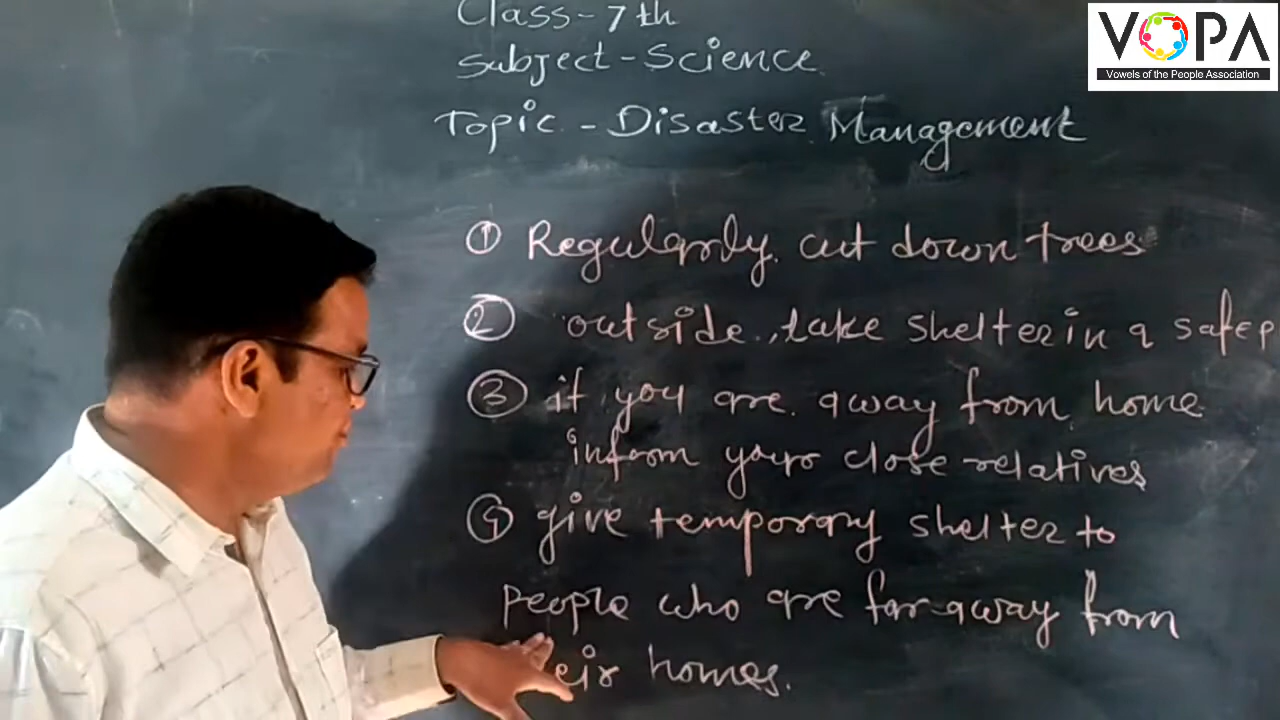 Class-7th
Subject-Science
Topic-Disaster Management
VOPA
Vowels of the People Association
① Regularly cut down trees
② outside, take shelter in a safe p
③ if you are away from home
inform your close relatives
④ give temporary shelter to
People who are far away from
eir homes.